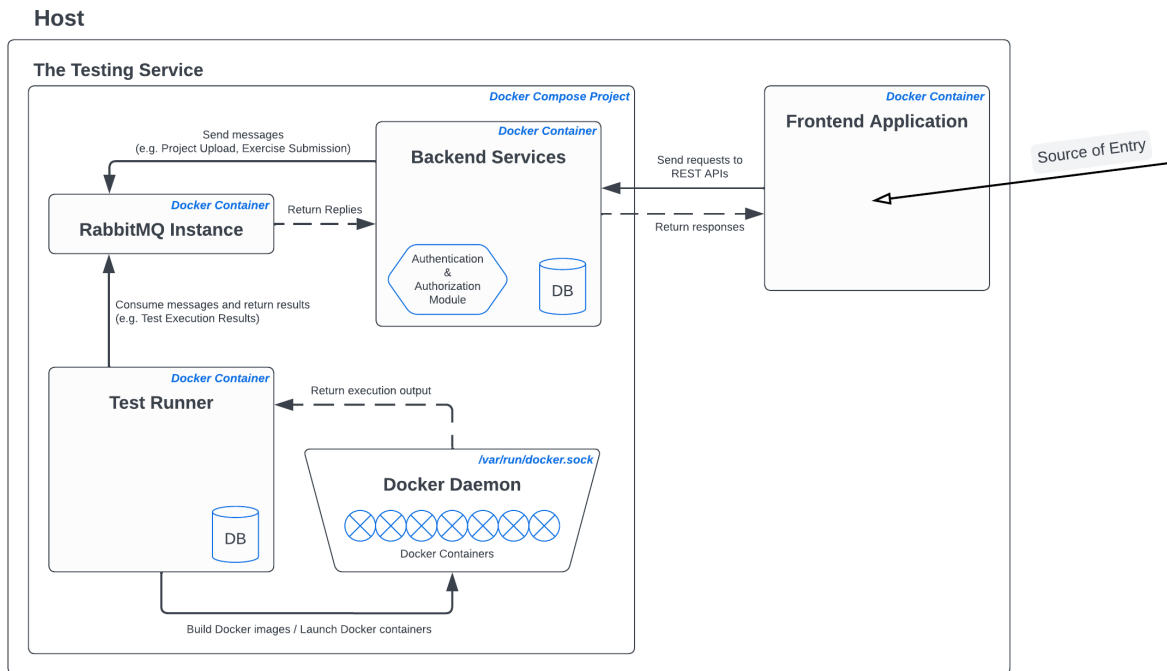 Host
The Testing Service
Docker Compose Project
Docker Container
Backend Services
Send messages
(e.g. Project Upload, Exercise Submission)
Docker Container
RabbitMQ Instance
Return Replies
Authentication
&
Authorization
Module
DB
Send requests to
REST APIs
Return responses
Docker Container
Frontend Application
Source of Entry
Consume messages and return results
(e.g. Test Execution Results)
Docker Container
Test Runner
DB
Return execution output
/var/run/docker.sock
Docker Daemon
Docker Containers
Build Docker images / Launch Docker containers